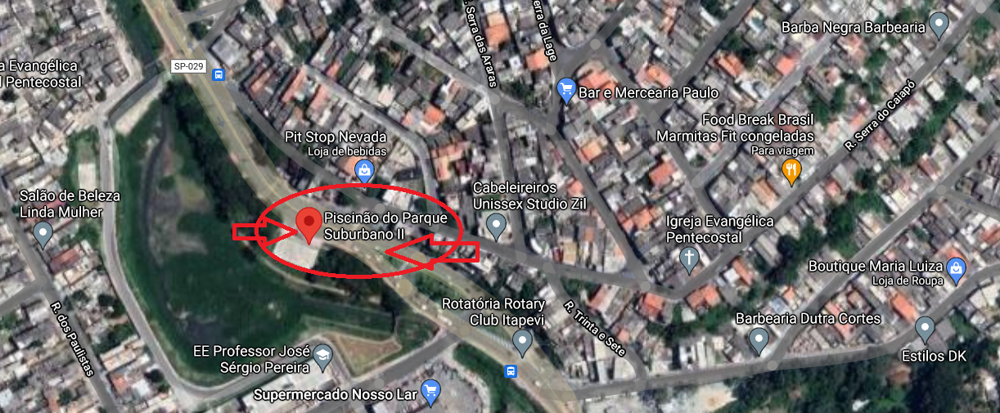 R. Serra das Araras
Serra da Lage
Barba Negra Barbearia
a Evangélica
l Pentecostal
SP-029
Bar e Mercearia Paulo
R. Serra do Caiapó
Food Break Brasil
Marmitas Fit congeladas
Para viagem
Pit Stop Nevada
Loja de bebidas
Salão de Beleza
Linda Mulher
Cabeleireiros
Unissex Studio Zil
Piscinão do Parque
Suburbano II
Igreja Evangélica
Pentecostal
Boutique Maria Luiza
Loja de Roupa
Rotatória Rotary
Club Itapevi
R. dos Paulistas
R. Trinta e Sete
Barbearia Dutra Cortes
EE Professor José
Sérgio Pereira
Estilos DK
Supermercado Nosso Lar